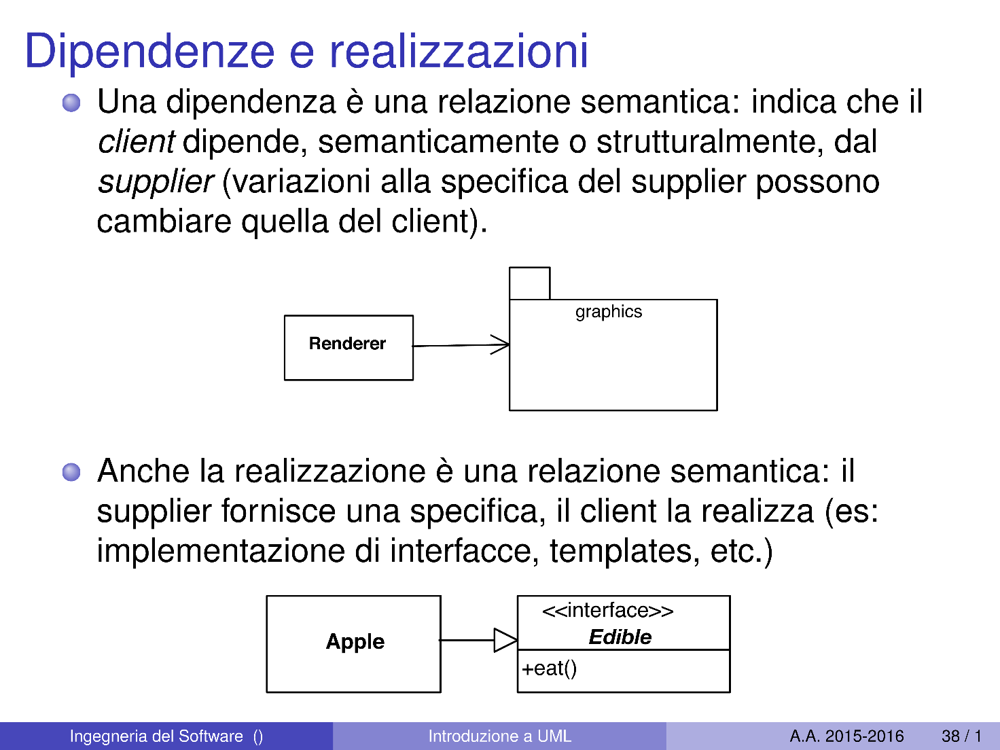 Dipendenze e realizzazioni
Una dipendenza è una relazione semantica: indica che il
client dipende, semanticamente o strutturalmente, dal
supplier (variazioni alla specifica del supplier possono
cambiare quella del client).
graphics
Renderer
Anche la realizzazione è una relazione semantica: il
supplier fornisce una specifica, il client la realizza (es:
implementazione di interfacce, templates, etc.)
<<interface>>
Edible
Apple
+eat()
Ingegneria del Software () Introduzione a UML A.A. 2015-2016 38 / 1